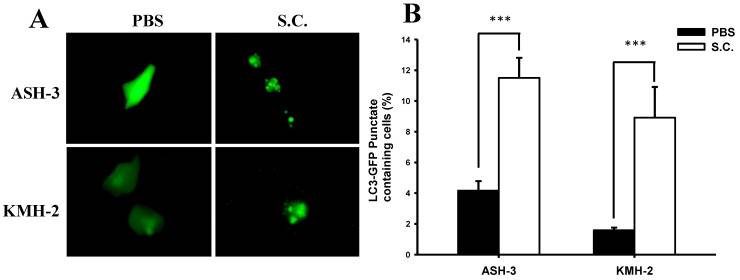 A
PBS
S.C.
ASH-3
KMH-2
B
***
***
PBS
S.C.
LC3-GFP Punctate
containing cells (%)
14
12
10
8
6
4
2
0
ASH-3
KMH-2